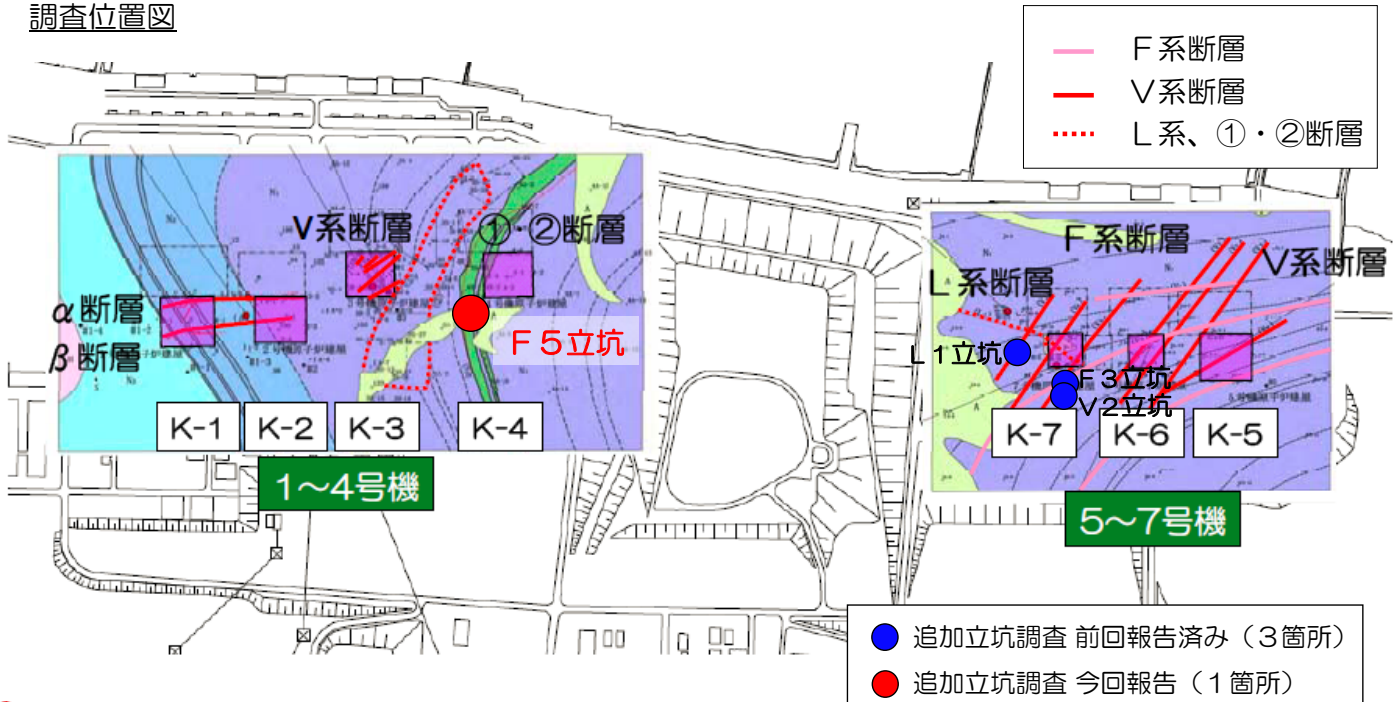 調査位置図
F系断層
V系断層
L系、①・②断層
V系断層
①・②断層
α断層
β断層
F5立坑
K-1
K-2
K-3
K-4
1〜4号機
F系断層
V系断層
L系断層
L1立坑
F3立坑
V2立坑
K-7
K-6
K-5
5〜7号機
追加立坑調査 前回報告済み（3箇所）
追加立坑調査 今回報告（1箇所）